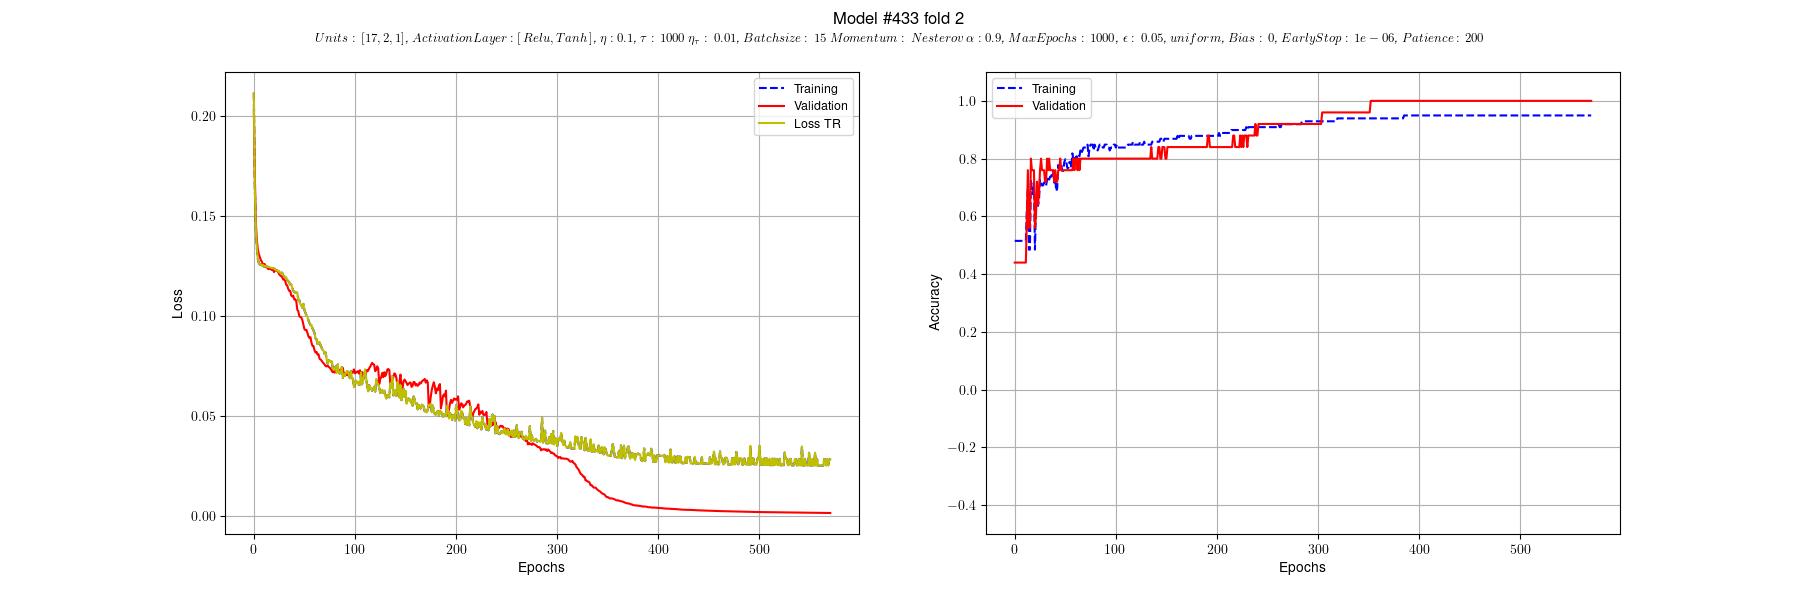 Model #433 fold 2
Units : [17, 2, 1], ActivationLayer : [ Relu, Tanh ], η : 0.1, τ : 1000 ητ : 0.01, Batchsize : 15 Momentum : Nesterov α : 0.9, MaxEpochs : 1000, ϵ : 0.05, uniform, Bias : 0, EarlyStop : 1e − 06, Patience : 200
Training
Validation
Loss TR
0.20
0.15
0.10
0.05
0.00
Loss
0
100
200
300
400
500
Epochs
Training
Validation
1.0
0.8
0.6
0.4
0.2
0.0
−0.2
−0.4
Accuracy
0
100
200
300
400
500
Epochs